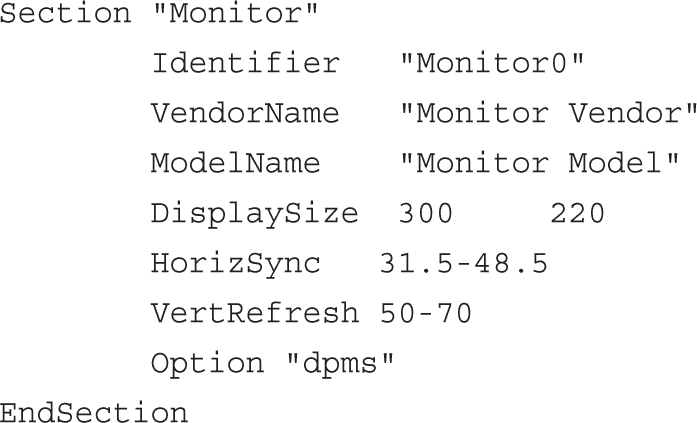 Section "Monitor"
        Identifier   "Monitor0"
        VendorName   "Monitor Vendor"
        ModelName    "Monitor Model"
        DisplaySize  300     220
        HorizSync   31.5-48.5
        VertRefresh 50-70
        Option "dpms"
EndSection